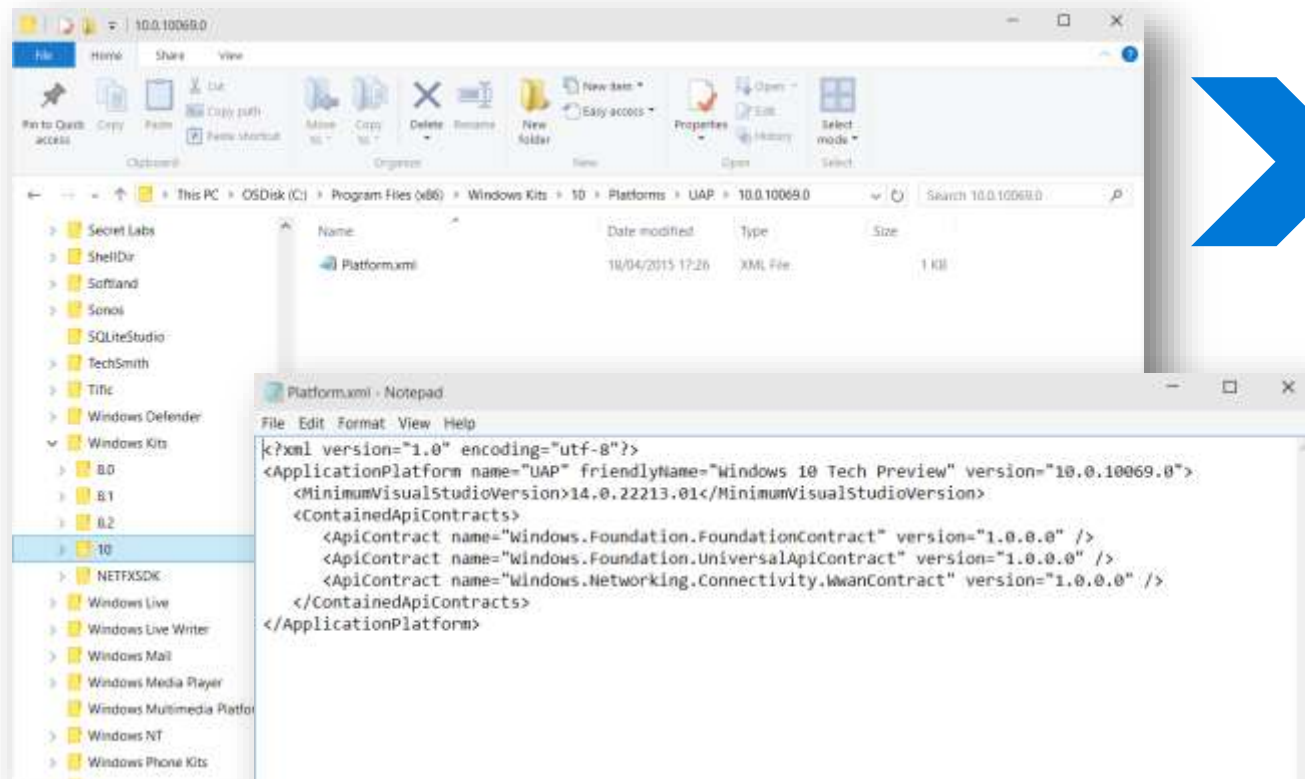 10.0.10069.0
File Home Share View
Pin to Quick access
Copy
Paste
Cut
Copy path
Paste shortcut
Move to
Copy to
Delete
Rename
New folder
New item
Easy access
Properties
Open
Edit
History
Select mode
Clipboard Organize New Open Select
This PC OSDisk (C:) Program Files (x86) Windows Kits 10 Platforms UAP 10.0.10069.0 Search 10.0.10069.0
Name Date modified Type Size
Platform.xml 18/04/2015 17:26 XML File 1 KB
Secret Labs
ShellDir
Softland
Sonos
SQLiteStudio
TechSmith
Tific
Windows Defender
Windows Kits
8.0
8.1
8.2
10
NETFXSDK
Windows Live
Windows Live Writer
Windows Mail
Windows Media Player
Windows Multimedia Platfor
Windows NT
Windows Phone Kits
Platform.xml - Notepad
File Edit Format View Help
<?xml version="1.0" encoding="utf-8"?>
<ApplicationPlatform name="UAP" friendlyName="Windows 10 Tech Preview" version="10.0.10069.0">
<MinimumVisualStudioVersion>14.0.22213.01</MinimumVisualStudioVersion>
<ContainedApiContracts>
<ApiContract name="Windows.Foundation.FoundationContract" version="1.0.0.0" />
<ApiContract name="Windows.Foundation.UniversalApiContract" version="1.0.0.0" />
<ApiContract name="Windows.Networking.Connectivity.WwanContract" version="1.0.0.0" />
</ContainedApiContracts>
</ApplicationPlatform>